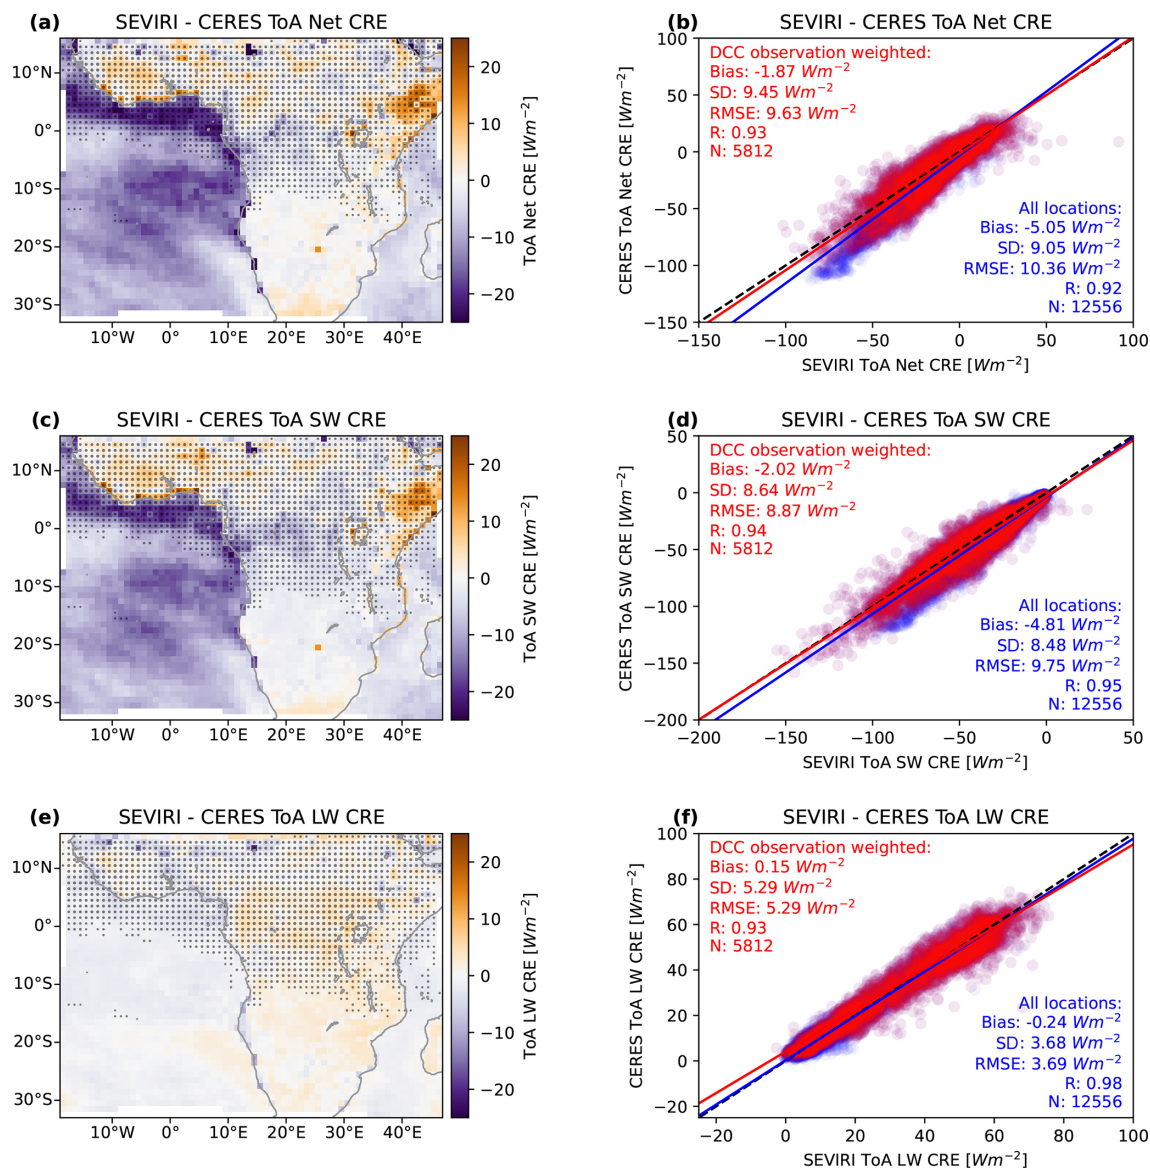 (a) SEVIRI - CERES ToA Net CRE
10°N
0°
10°S
20°S
30°S
10°W 0° 10°E 20°E 30°E 40°E
20
10
0
−10
−20
ToA Net CRE [Wm⁻²]
(b) SEVIRI - CERES ToA Net CRE
DCC observation weighted:
Bias: -1.87 Wm⁻²
SD: 9.45 Wm⁻²
RMSE: 9.63 Wm⁻²
R: 0.93
N: 5812
All locations:
Bias: -5.05 Wm⁻²
SD: 9.05 Wm⁻²
RMSE: 10.36 Wm⁻²
R: 0.92
N: 12556
100
50
0
−50
−100
−150
CERES ToA Net CRE [Wm⁻²]
−150 −100 −50 0 50 100
SEVIRI ToA Net CRE [Wm⁻²]
(c) SEVIRI - CERES ToA SW CRE
10°N
0°
10°S
20°S
30°S
10°W 0° 10°E 20°E 30°E 40°E
20
10
0
−10
−20
ToA SW CRE [Wm⁻²]
(d) SEVIRI - CERES ToA SW CRE
DCC observation weighted:
Bias: -2.02 Wm⁻²
SD: 8.64 Wm⁻²
RMSE: 8.87 Wm⁻²
R: 0.94
N: 5812
All locations:
Bias: -4.81 Wm⁻²
SD: 8.48 Wm⁻²
RMSE: 9.75 Wm⁻²
R: 0.95
N: 12556
50
0
−50
−100
−150
−200
CERES ToA SW CRE [Wm⁻²]
−200 −150 −100 −50 0 50
SEVIRI ToA SW CRE [Wm⁻²]
(e) SEVIRI - CERES ToA LW CRE
10°N
0°
10°S
20°S
30°S
10°W 0° 10°E 20°E 30°E 40°E
20
10
0
−10
−20
ToA LW CRE [Wm⁻²]
(f) SEVIRI - CERES ToA LW CRE
DCC observation weighted:
Bias: 0.15 Wm⁻²
SD: 5.29 Wm⁻²
RMSE: 5.29 Wm⁻²
R: 0.93
N: 5812
All locations:
Bias: -0.24 Wm⁻²
SD: 3.68 Wm⁻²
RMSE: 3.69 Wm⁻²
R: 0.98
N: 12556
100
80
60
40
20
0
−20
CERES ToA LW CRE [Wm⁻²]
−20 0 20 40 60 80 100
SEVIRI ToA LW CRE [Wm⁻²]